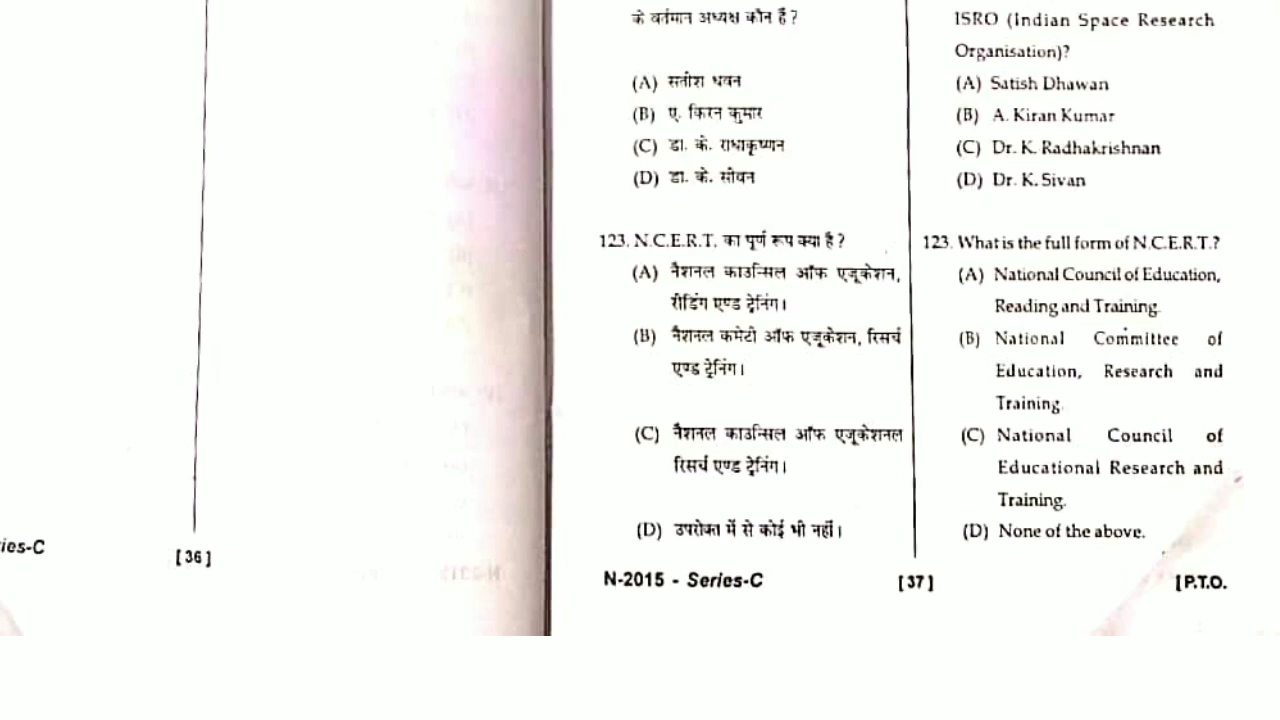 ies-C
[36]
के वर्तमान अध्यक्ष कौन हैं ?
(A) सतीश धवन
(B) ए. किरन कुमार
(C) डा. के. राधाकृष्णन
(D) डा. के. सीवन
123. N.C.E.R.T. का पूर्ण रूप क्या है ?
(A) नैशनल काउन्सिल ऑफ एजूकेशन,
रीडिंग एण्ड ट्रेनिंग।
(B) नैशनल कमेटी ऑफ एजूकेशन, रिसर्च
एण्ड ट्रेनिंग।
(C) नैशनल काउन्सिल ऑफ एजूकेशनल
रिसर्च एण्ड ट्रेनिंग।
(D) उपरोक्त में से कोई भी नहीं।
ISRO (Indian Space Research
Organisation)?
(A) Satish Dhawan
(B) A. Kiran Kumar
(C) Dr. K. Radhakrishnan
(D) Dr. K. Sivan
123. What is the full form of N.C.E.R.T.?
(A) National Council of Education,
Reading and Training.
(B) National Committee of
Education, Research and
Training.
(C) National Council of
Educational Research and
Training.
(D) None of the above.
N-2015 - Series-C
[37]
[P.T.O.